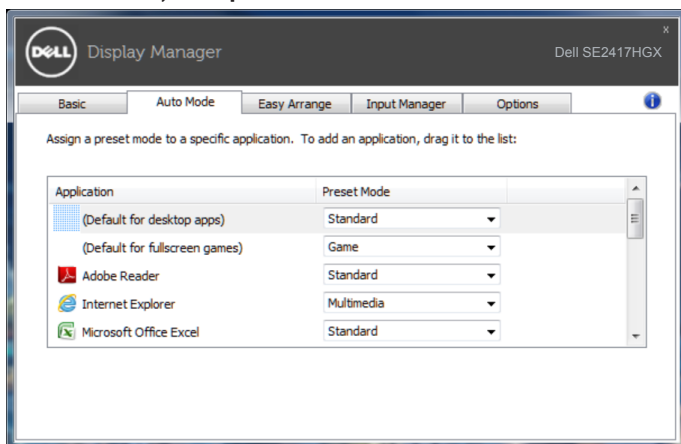 DELL Display Manager
x
Dell SE2417HGX
Basic Auto Mode Easy Arrange Input Manager Options
Assign a preset mode to a specific application. To add an application, drag it to the list:
Application Preset Mode
(Default for desktop apps) Standard
(Default for fullscreen games) Game
Adobe Reader Standard
Internet Explorer Multimedia
Microsoft Office Excel Standard